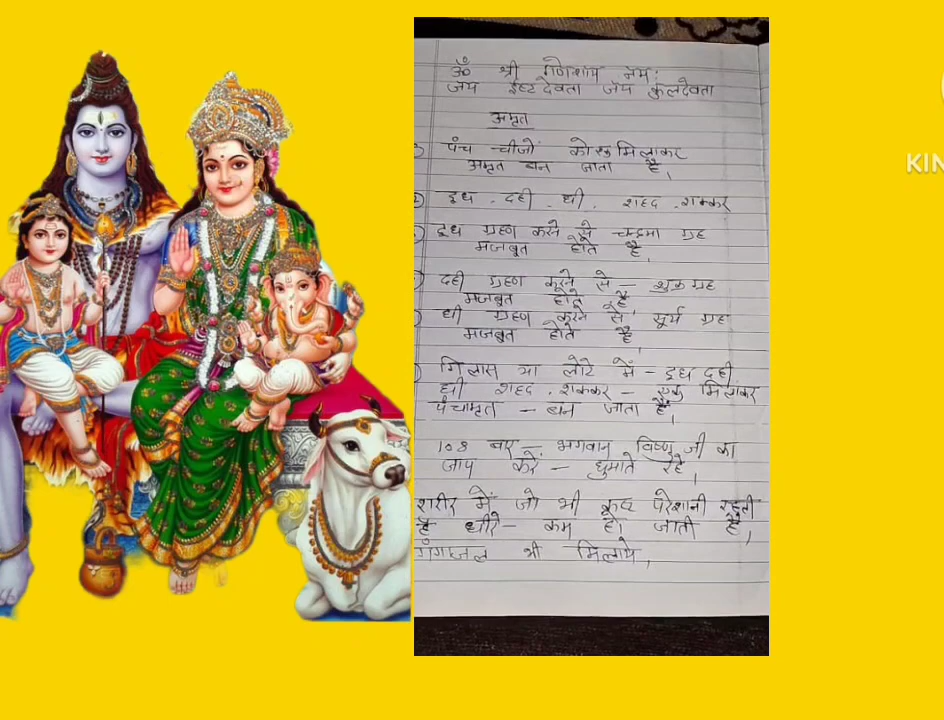 ॐ श्री गणेशाय नमः
जय ईष्ट देवता जय कुलदेवता
अमृत
पंच चीजों को एक मिलाकर
अमृत बन जाता है,
दूध . दही . घी . शहद . शक्कर
दूध ग्रहण करने से चन्द्रमा ग्रह
मजबूत होते है,
दही ग्रहण करने से — शुक्र ग्रह
मजबूत होते है
घी ग्रहण करने से, सूर्य ग्रह
माजबूत होते है,
गिलास या लोटे में — दूध दही
घी शहद . शक्कर — एक मिलाकर
पंचामृत — बन जाता है,
108 बार — भगवान विष्णु जी का
जाप करे — घुमाते रहे,
शरीर में जो भी कुछ परेशानी रहती
है धीरे — कम हो जाती है,
गंगाजल भी मिलाये,
KIN